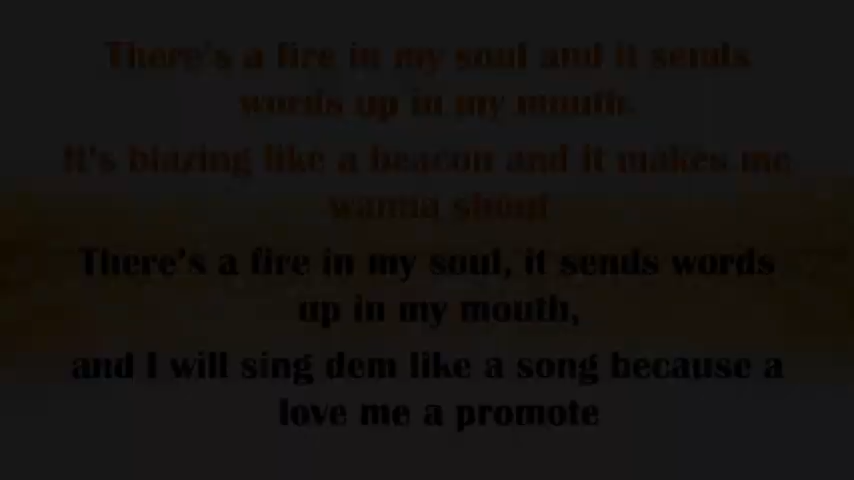 There's a fire in my soul and it sends
words up in my mouth.
It's blazing like a beacon and it makes me
wanna shout
There's a fire in my soul, it sends words
up in my mouth,
and I will sing dem like a song because a
love me a promote